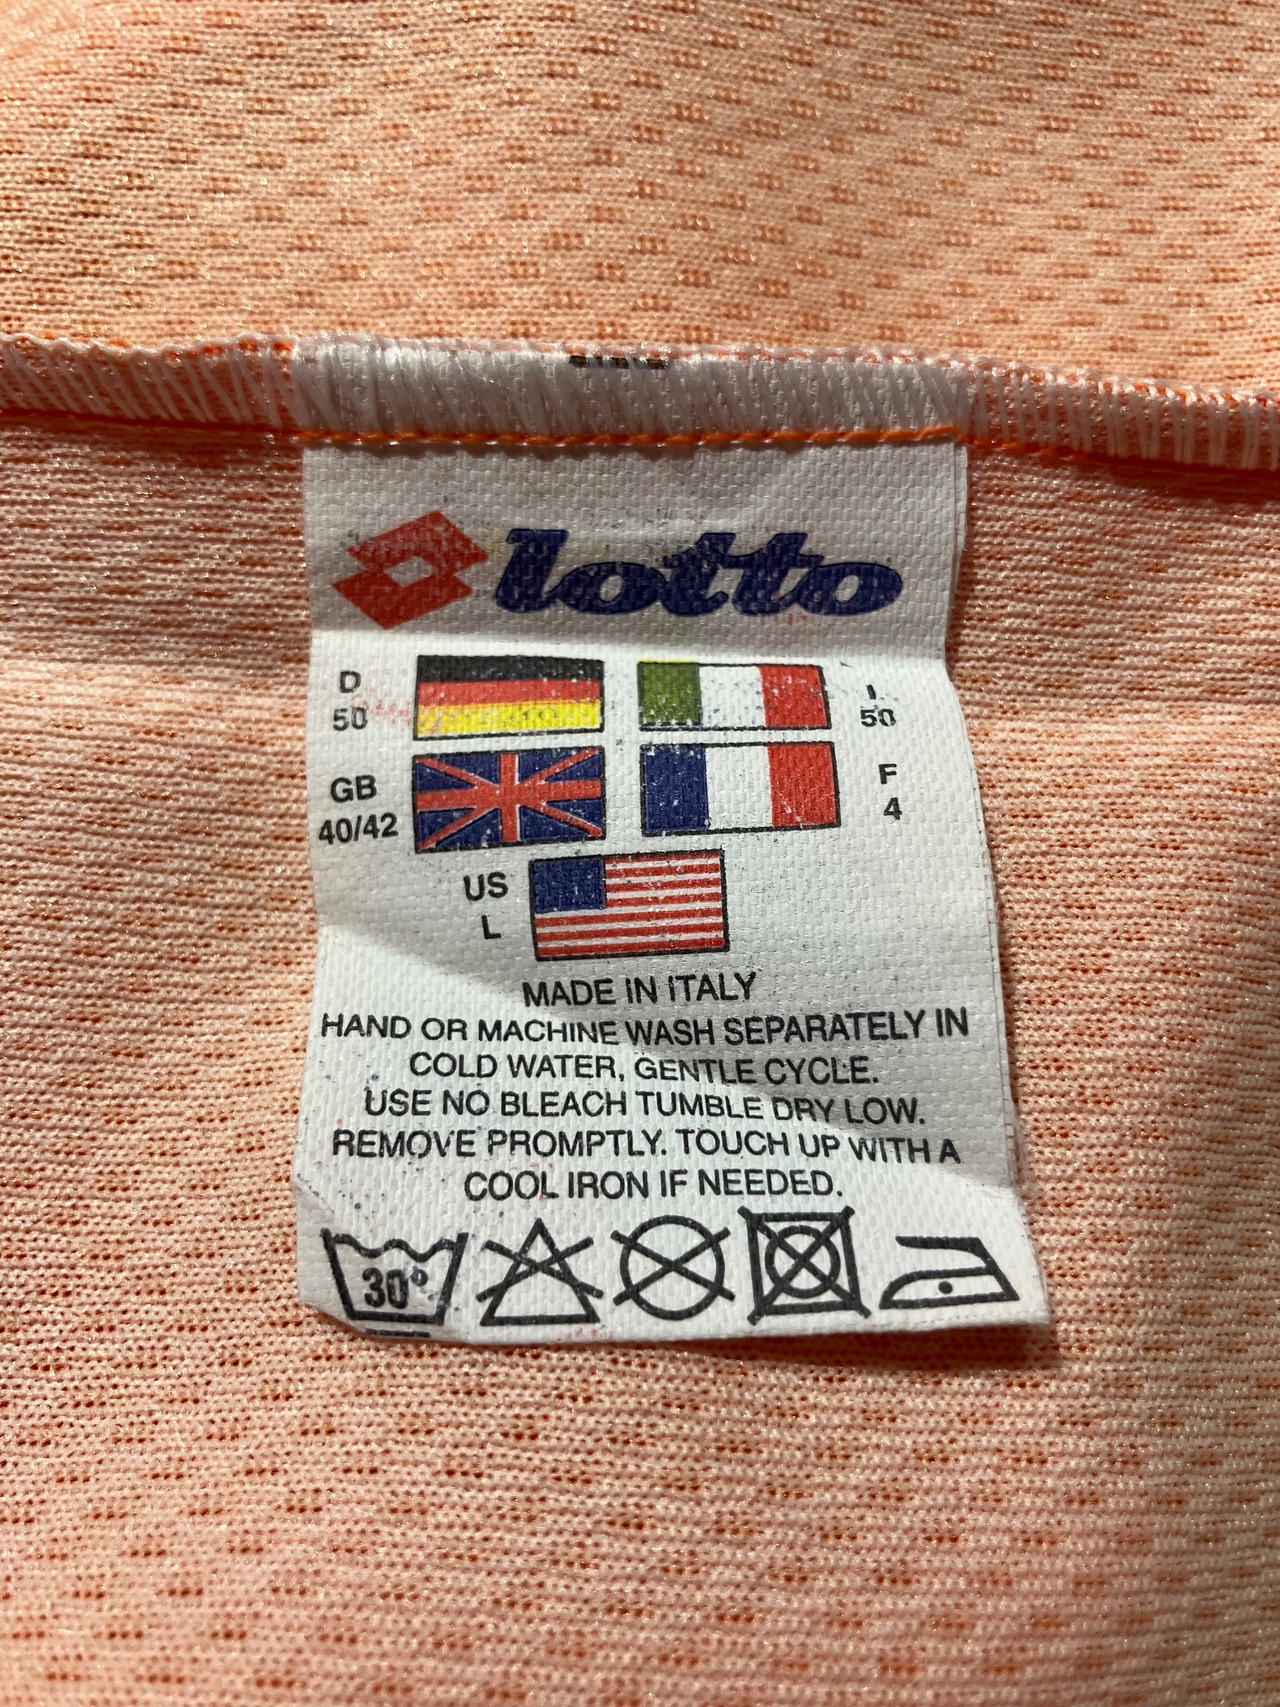 lotto
D
50
I
50
GB
40/42
F
4
US
L
MADE IN ITALY
HAND OR MACHINE WASH SEPARATELY IN
COLD WATER, GENTLE CYCLE.
USE NO BLEACH TUMBLE DRY LOW.
REMOVE PROMPTLY. TOUCH UP WITH A
COOL IRON IF NEEDED.
30°